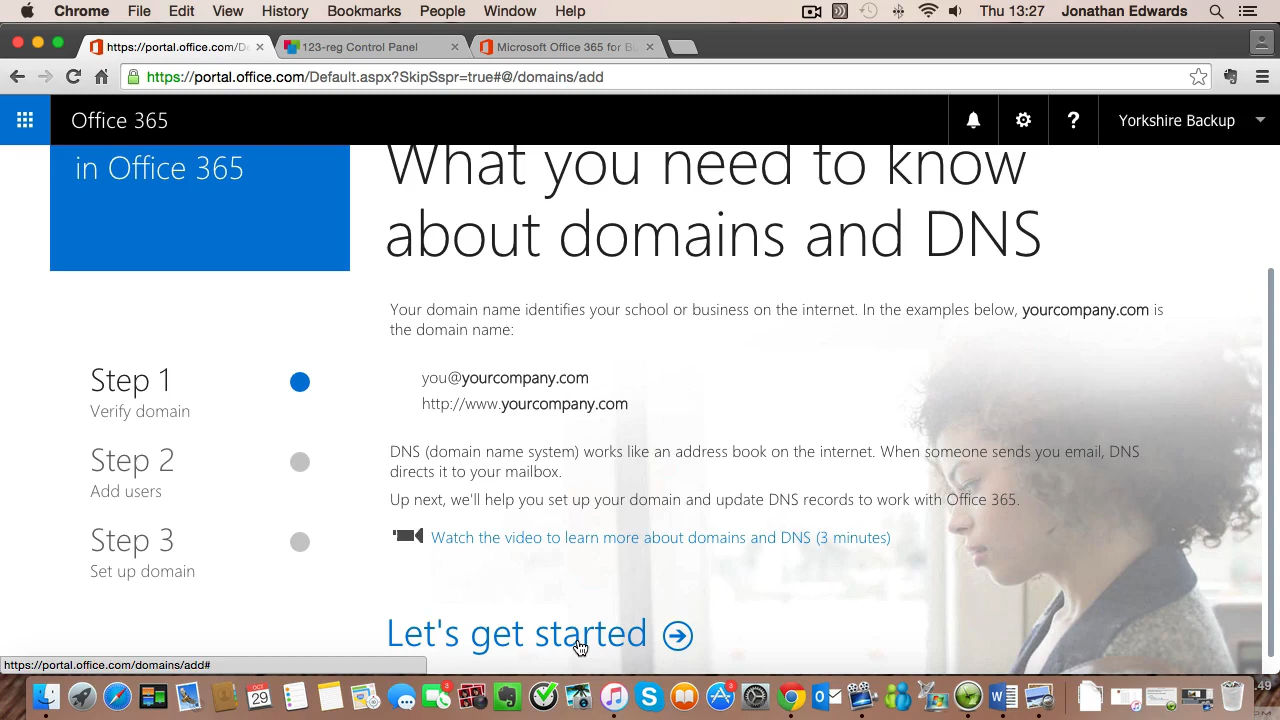 Chrome File Edit View History Bookmarks People Window Help Thu 13:27 Jonathan Edwards
https://portal.office.com/De 123-reg Control Panel Microsoft Office 365 for Bu
https://portal.office.com/Default.aspx?SkipSspr=true#@/domains/add
Office 365 ? Yorkshire Backup
in Office 365
What you need to know
about domains and DNS
Your domain name identifies your school or business on the internet. In the examples below, yourcompany.com is
the domain name:
you@yourcompany.com
http://www.yourcompany.com
Step 1
Verify domain
Step 2
Add users
Step 3
Set up domain
DNS (domain name system) works like an address book on the internet. When someone sends you email, DNS
directs it to your mailbox.
Up next, we'll help you set up your domain and update DNS records to work with Office 365.
Watch the video to learn more about domains and DNS (3 minutes)
Let's get started
https://portal.office.com/domains/add#
OCT
29
3
3